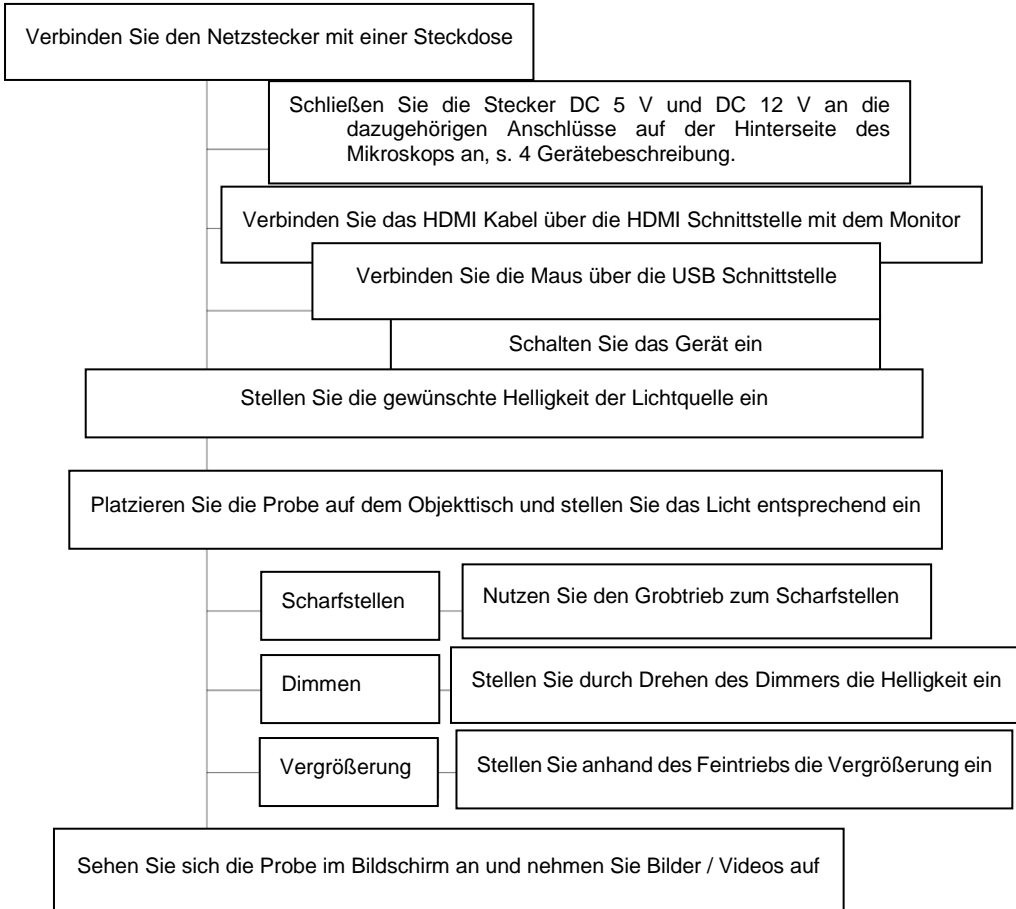 Verbinden Sie den Netzstecker mit einer Steckdose
Schließen Sie die Stecker DC 5 V und DC 12 V an die
dazugehörigen Anschlüsse auf der Hinterseite des
Mikroskops an, s. 4 Gerätebeschreibung.
Verbinden Sie das HDMI Kabel über die HDMI Schnittstelle mit dem Monitor
Verbinden Sie die Maus über die USB Schnittstelle
Schalten Sie das Gerät ein
Stellen Sie die gewünschte Helligkeit der Lichtquelle ein
Platzieren Sie die Probe auf dem Objekttisch und stellen Sie das Licht entsprechend ein
Scharfstellen
Nutzen Sie den Grobtrieb zum Scharfstellen
Dimmen
Stellen Sie durch Drehen des Dimmers die Helligkeit ein
Vergrößerung
Stellen Sie anhand des Feintriebs die Vergrößerung ein
Sehen Sie sich die Probe im Bildschirm an und nehmen Sie Bilder / Videos auf